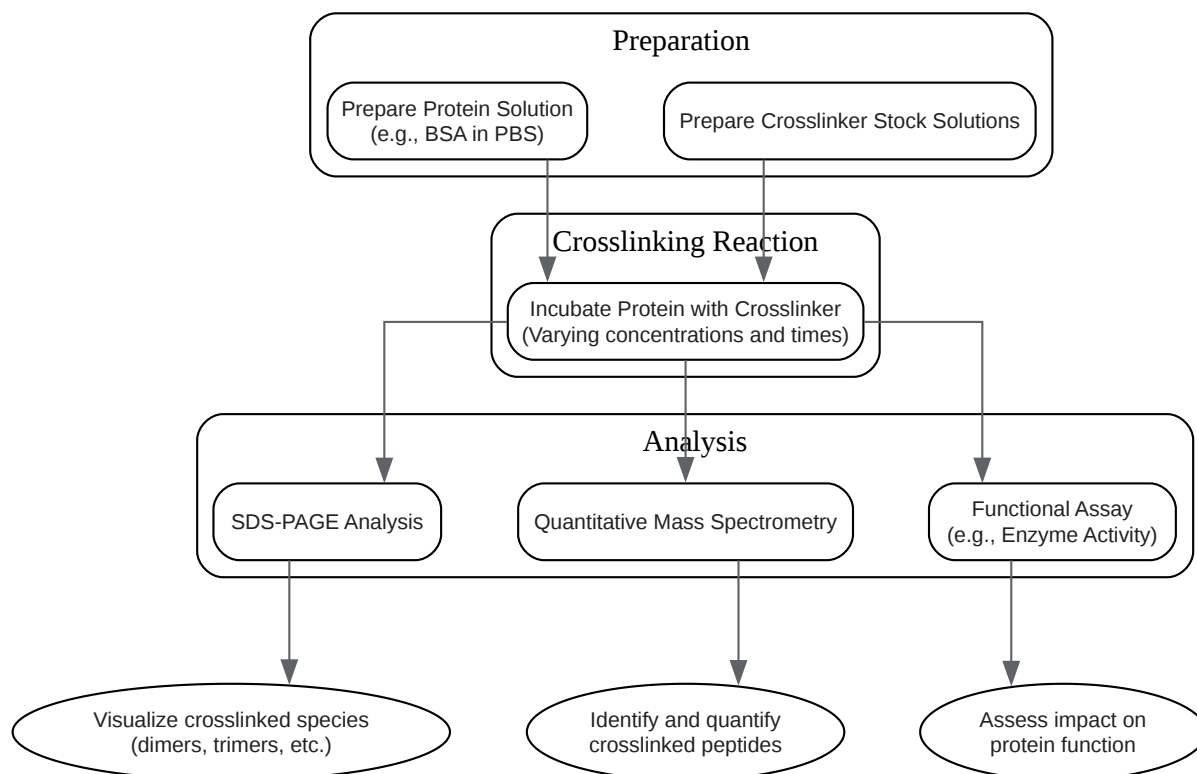 Preparation
Prepare Protein Solution
(e.g., BSA in PBS)
Prepare Crosslinker Stock Solutions
Crosslinking Reaction
Incubate Protein with Crosslinker
(Varying concentrations and times)
Analysis
SDS-PAGE Analysis
Quantitative Mass Spectrometry
Functional Assay
(e.g., Enzyme Activity)
Visualize crosslinked species
(dimers, trimers, etc.)
Identify and quantify
crosslinked peptides
Assess impact on
protein function